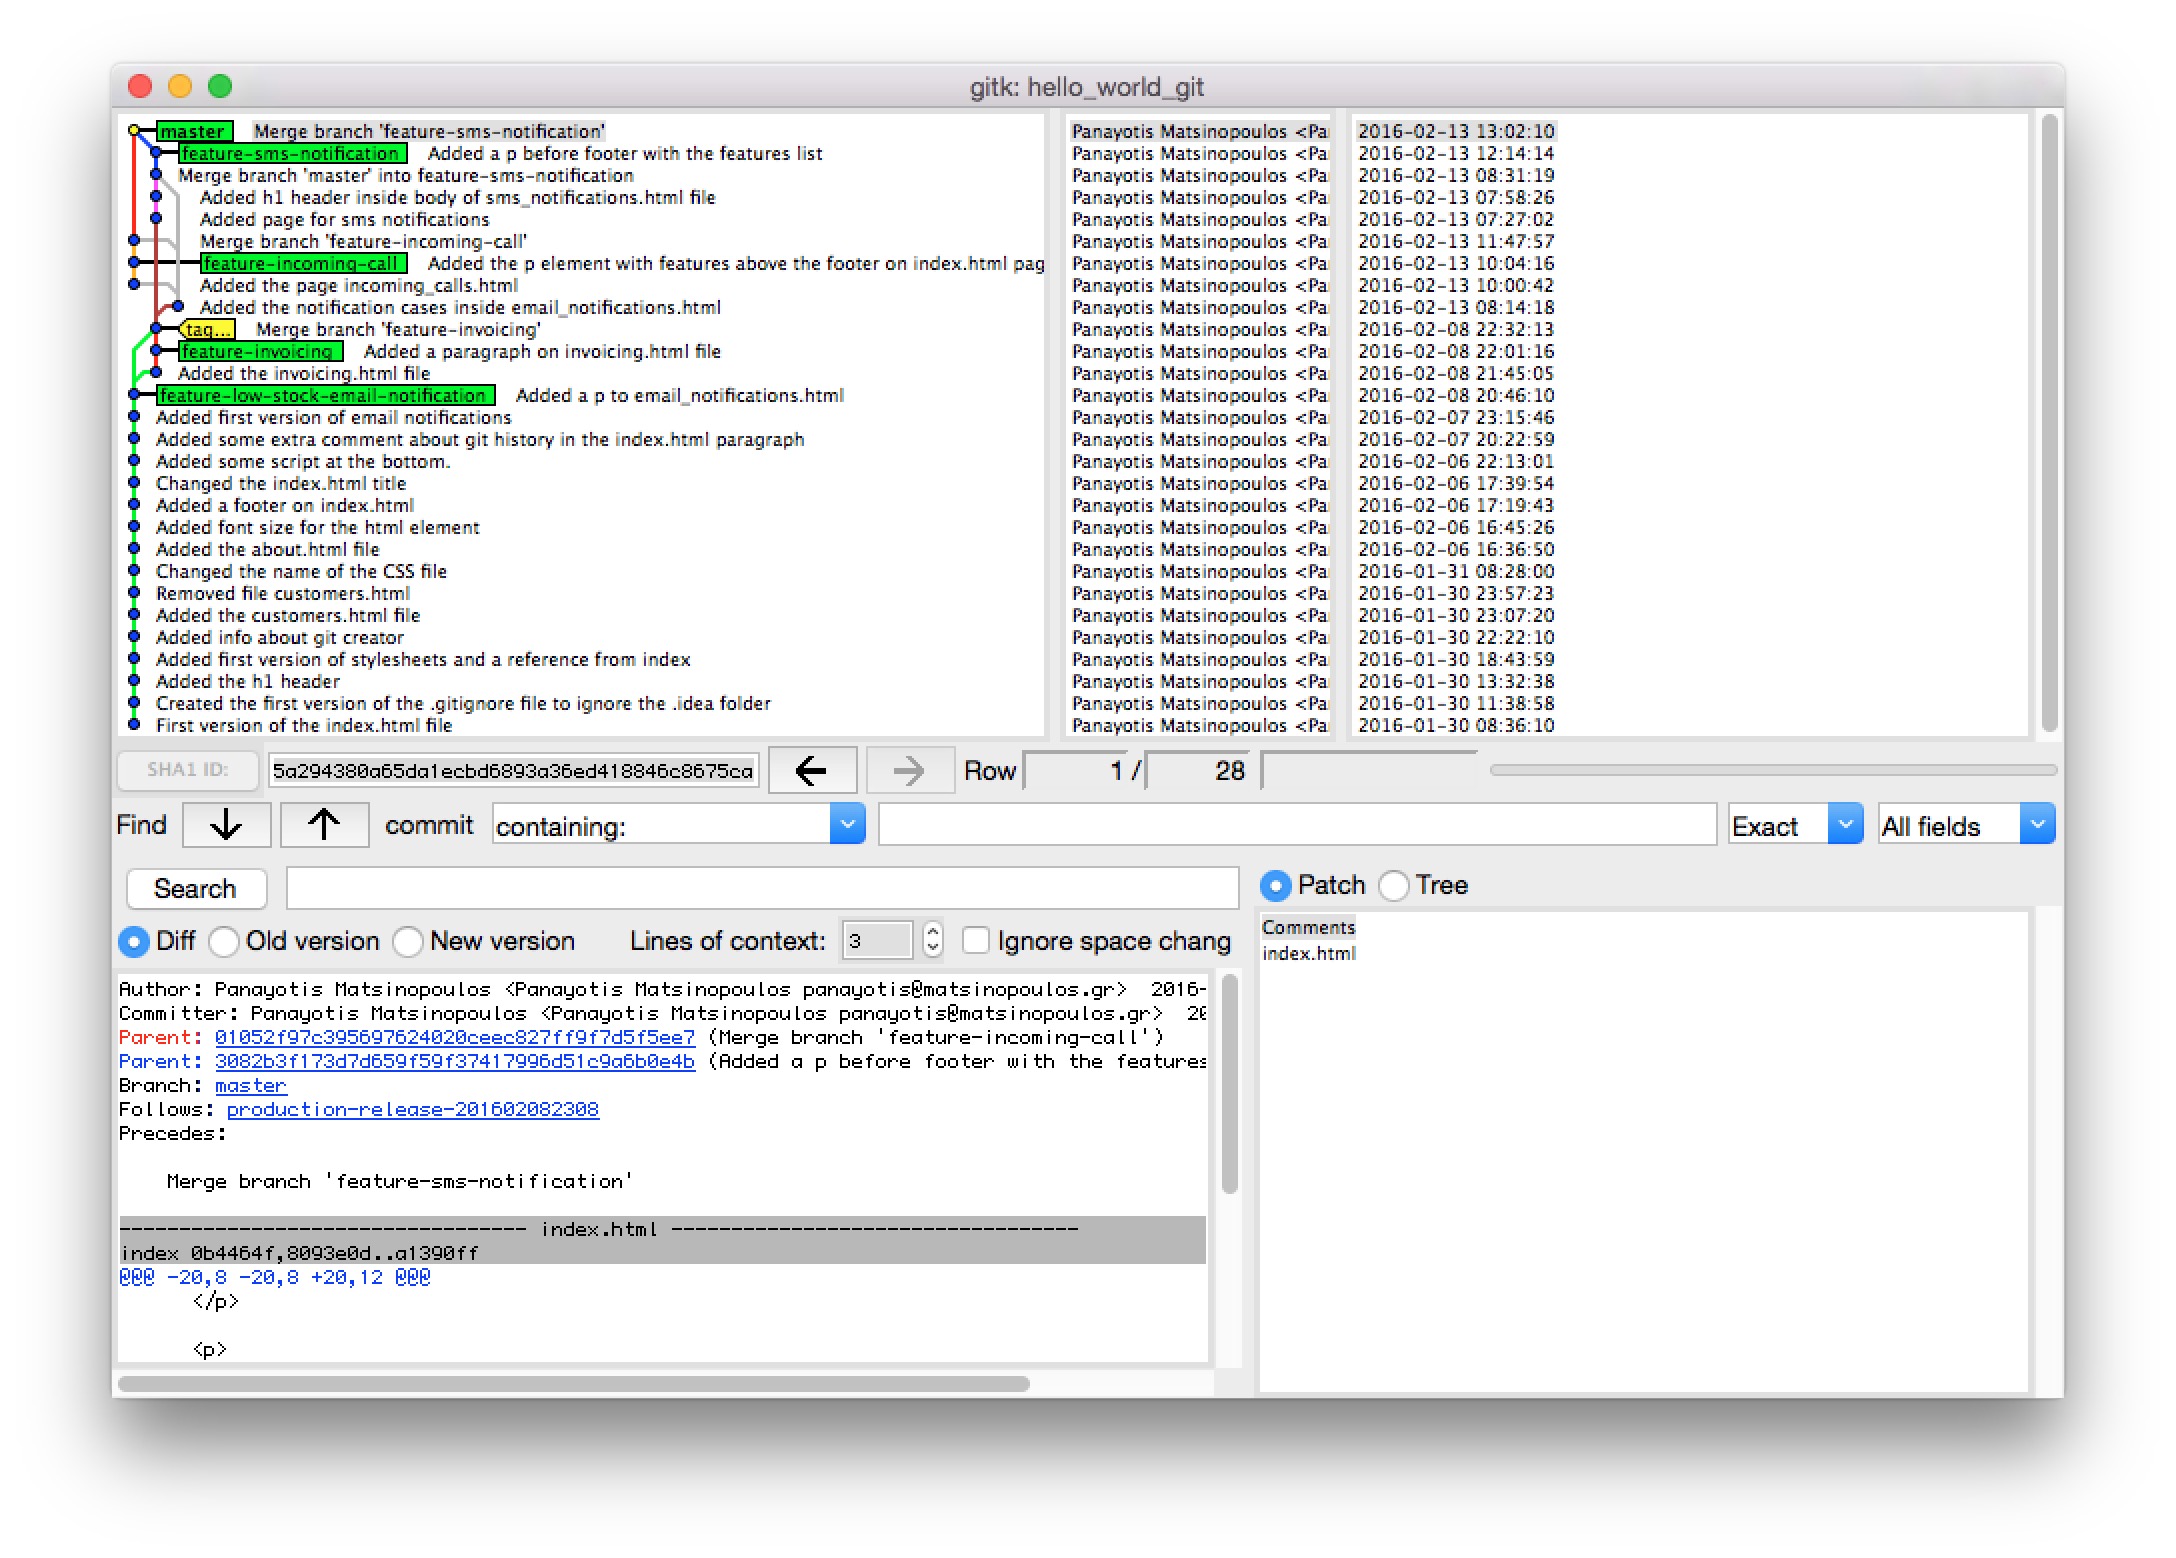 gitk: hello_world_git
master Merge branch 'feature-sms-notification' Panayotis Matsinopoulos <Pa 2016-02-13 13:02:10
feature-sms-notification Added a p before footer with the features list Panayotis Matsinopoulos <Pa 2016-02-13 12:14:14
Merge branch 'master' into feature-sms-notification Panayotis Matsinopoulos <Pa 2016-02-13 08:31:19
Added h1 header inside body of sms_notifications.html file Panayotis Matsinopoulos <Pa 2016-02-13 07:58:26
Added page for sms notifications Panayotis Matsinopoulos <Pa 2016-02-13 07:27:02
Merge branch 'feature-incoming-call' Panayotis Matsinopoulos <Pa 2016-02-13 11:47:57
feature-incoming-call Added the p element with features above the footer on index.html pag Panayotis Matsinopoulos <Pa 2016-02-13 10:04:16
Added the page incoming_calls.html Panayotis Matsinopoulos <Pa 2016-02-13 10:00:42
Added the notification cases inside email_notifications.html Panayotis Matsinopoulos <Pa 2016-02-13 08:14:18
tag... Merge branch 'feature-invoicing' Panayotis Matsinopoulos <Pa 2016-02-08 22:32:13
feature-invoicing Added a paragraph on invoicing.html file Panayotis Matsinopoulos <Pa 2016-02-08 22:01:16
Added the invoicing.html file Panayotis Matsinopoulos <Pa 2016-02-08 21:45:05
feature-low-stock-email-notification Added a p to email_notifications.html Panayotis Matsinopoulos <Pa 2016-02-08 20:46:10
Added first version of email notifications Panayotis Matsinopoulos <Pa 2016-02-07 23:15:46
Added some extra comment about git history in the index.html paragraph Panayotis Matsinopoulos <Pa 2016-02-07 20:22:59
Added some script at the bottom. Panayotis Matsinopoulos <Pa 2016-02-06 22:13:01
Changed the index.html title Panayotis Matsinopoulos <Pa 2016-02-06 17:39:54
Added a footer on index.html Panayotis Matsinopoulos <Pa 2016-02-06 17:19:43
Added font size for the html element Panayotis Matsinopoulos <Pa 2016-02-06 16:45:26
Added the about.html file Panayotis Matsinopoulos <Pa 2016-02-06 16:36:50
Changed the name of the CSS file Panayotis Matsinopoulos <Pa 2016-01-31 08:28:00
Removed file customers.html Panayotis Matsinopoulos <Pa 2016-01-30 23:57:23
Added the customers.html file Panayotis Matsinopoulos <Pa 2016-01-30 23:07:20
Added info about git creator Panayotis Matsinopoulos <Pa 2016-01-30 22:22:10
Added first version of stylesheets and a reference from index Panayotis Matsinopoulos <Pa 2016-01-30 18:43:59
Added the h1 header Panayotis Matsinopoulos <Pa 2016-01-30 13:32:38
Created the first version of the .gitignore file to ignore the .idea folder Panayotis Matsinopoulos <Pa 2016-01-30 11:38:58
First version of the index.html file Panayotis Matsinopoulos <Pa 2016-01-30 08:36:10
SHA1 ID: 5a294380a65da1ecbd6893a36ed418846c8675ca Row 1 / 28
Find commit containing: Exact All fields
Search
Patch Tree
Diff Old version New version Lines of context: 3 Ignore space chang
Comments
index.html
Author: Panayotis Matsinopoulos <Panayotis Matsinopoulos panayotis@matsinopoulos.gr> 2016-
Committer: Panayotis Matsinopoulos <Panayotis Matsinopoulos panayotis@matsinopoulos.gr> 20
Parent: 01052f97c395697624020ceec827ff9f7d5f5ee7 (Merge branch 'feature-incoming-call')
Parent: 3082b3f173d7d659f59f37417996d51c9a6b0e4b (Added a p before footer with the features
Branch: master
Follows: production-release-201602082308
Precedes:
Merge branch 'feature-sms-notification'
---------------------------------- index.html ----------------------------------
index 0b4464f,8093e0d..a1390ff
@@@ -20,8 -20,8 +20,12 @@@
</p>
<p>